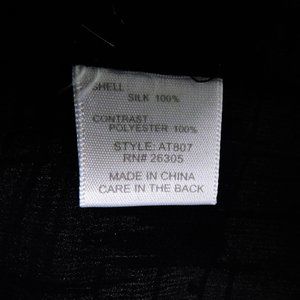 SHELL
SILK 100%
CONTRAST
POLYESTER 100%
STYLE: AT807
RN# 26305
MADE IN CHINA
CARE IN THE BACK